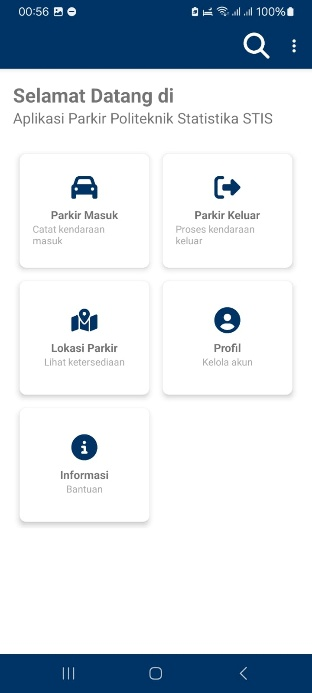 00:56 100%
Selamat Datang di
Aplikasi Parkir Politeknik Statistika STIS
Parkir Masuk
Catat kendaraan
masuk
Parkir Keluar
Proses kendaraan
keluar
Lokasi Parkir
Lihat ketersediaan
Profil
Kelola akun
Informasi
Bantuan